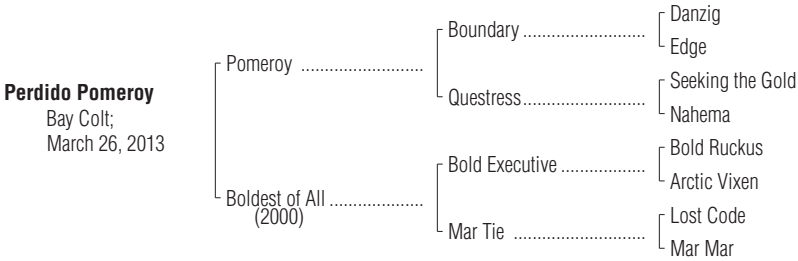 Danzig
Boundary ..........................
Edge
Pomeroy ..........................
Seeking the Gold
Questress..........................
Nahema
Perdido Pomeroy
Bay Colt;
March 26, 2013
Bold Ruckus
Bold Executive ..................
Arctic Vixen
Boldest of All ....................
(2000)
Lost Code
Mar Tie ............................
Mar Mar